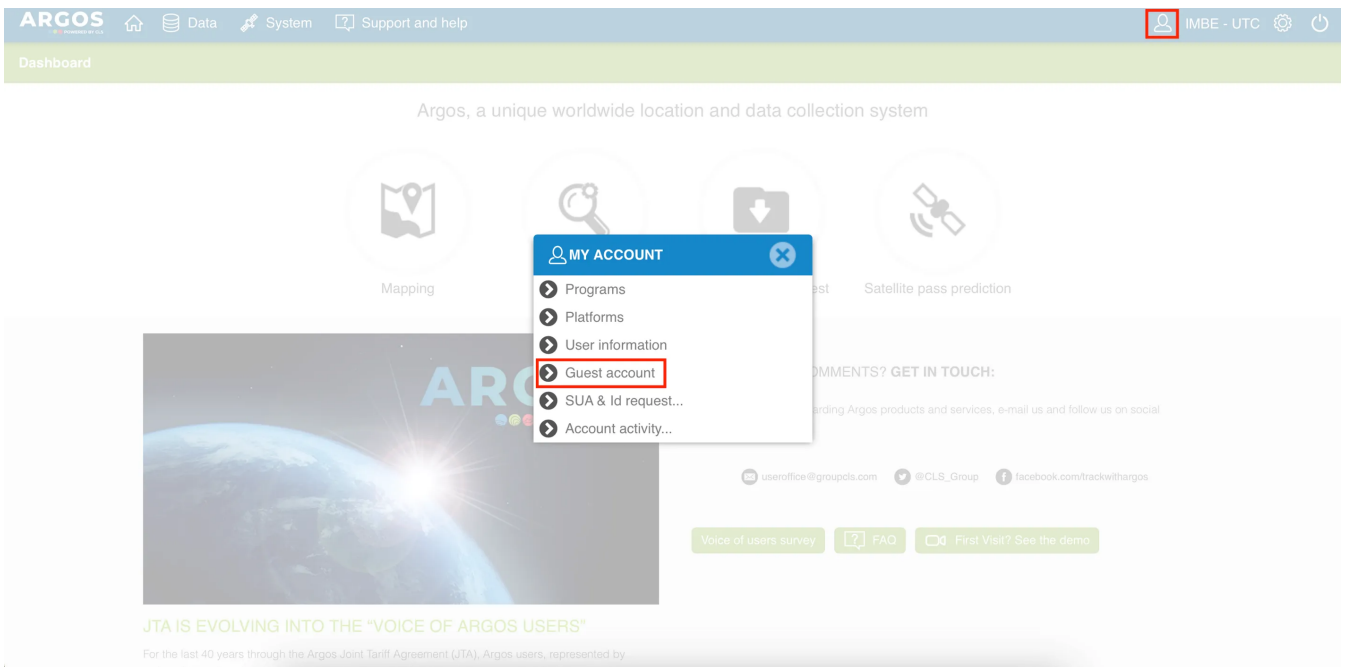 ARGOS
Data
System
? Support and help
IMBE - UTC
Dashboard
Argos, a unique worldwide location and data collection system
Mapping
est
Satellite pass prediction
MY ACCOUNT
Programs
Platforms
User information
Guest account
SUA & Id request...
Account activity...
ARG
OMMENTS? GET IN TOUCH:
arding Argos products and services, e-mail us and follow us on social
useroffice@groupcls.com
@CLS_Group
facebook.com/trackwithargos
Voice of users survey
? FAQ
First Visit? See the demo
JTA IS EVOLVING INTO THE "VOICE OF ARGOS USERS"
For the last 40 years through the Argos Joint Tariff Agreement (JTA), Argos users, represented by